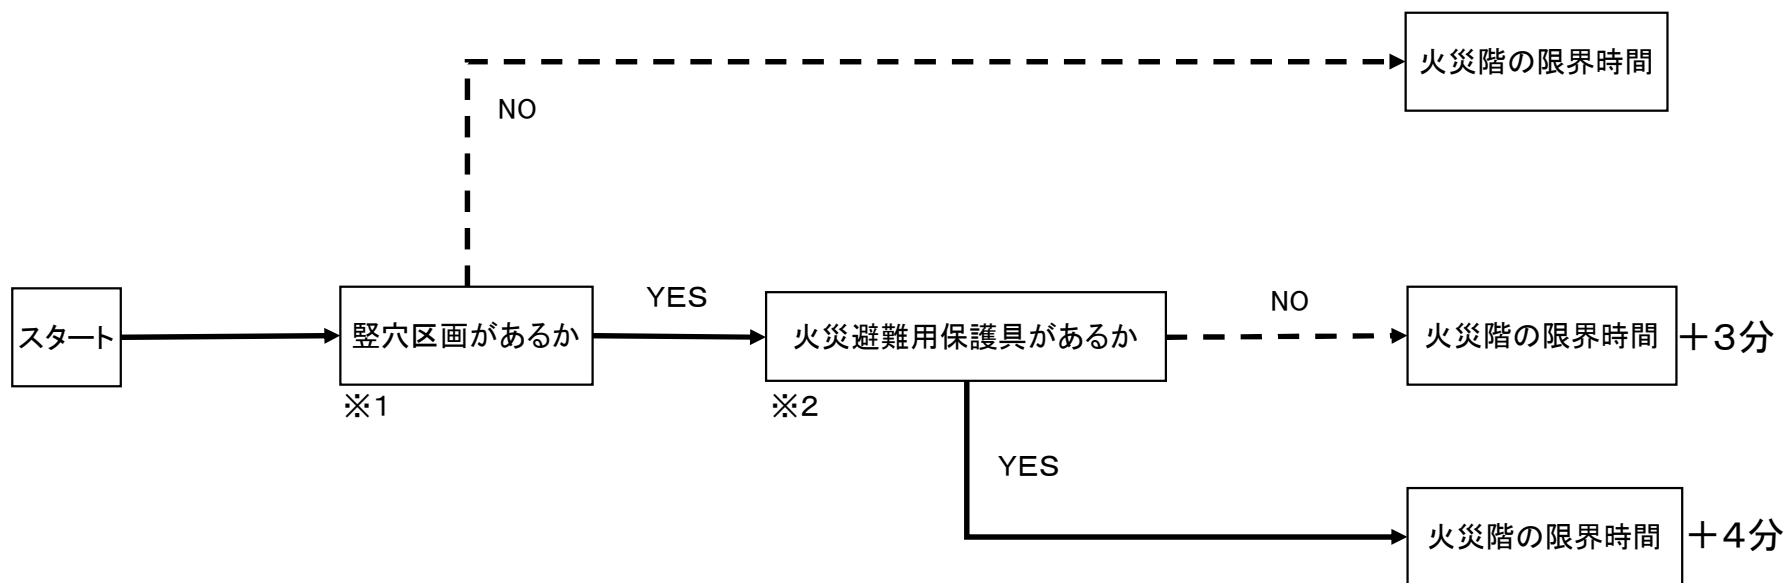 火災階の限界時間
NO
スタート
竪穴区画があるか
※1
YES
火災避難用保護具があるか
※2
NO
火災階の限界時間 +3分
YES
火災階の限界時間 +4分